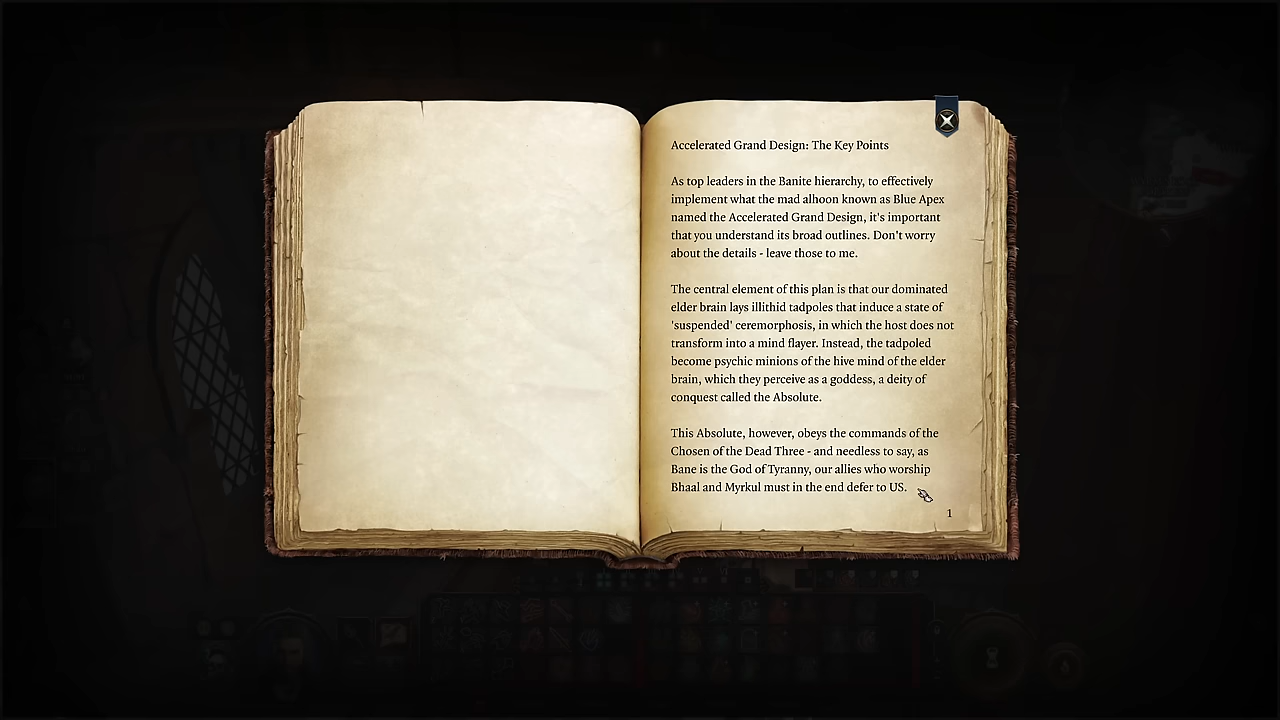 Accelerated Grand Design: The Key Points
As top leaders in the Banite hierarchy, to effectively
implement what the mad alhoon known as Blue Apex
named the Accelerated Grand Design, it's important
that you understand its broad outlines. Don't worry
about the details - leave those to me.
The central element of this plan is that our dominated
elder brain lays illithid tadpoles that induce a state of
'suspended' ceremorphosis, in which the host does not
transform into a mind flayer. Instead, the tadpoled
become psychic minions of the hive mind of the elder
brain, which they perceive as a goddess, a deity of
conquest called the Absolute.
This Absolute, however, obeys the commands of the
Chosen of the Dead Three - and needless to say, as
Bane is the God of Tyranny, our allies who worship
Bhaal and Myrkul must in the end defer to US.
1